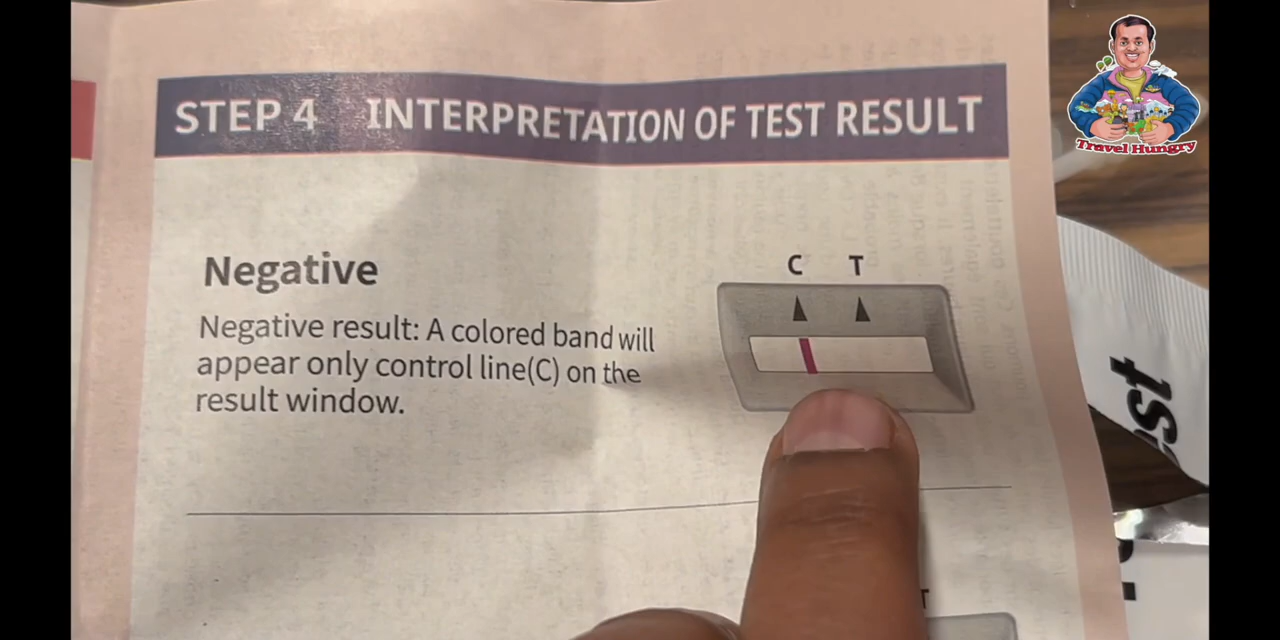 STEP 4 INTERPRETATION OF TEST RESULT
Negative
Negative result: A colored band will
appear only control line(C) on the
result window.
C T
T
Travel Hungry